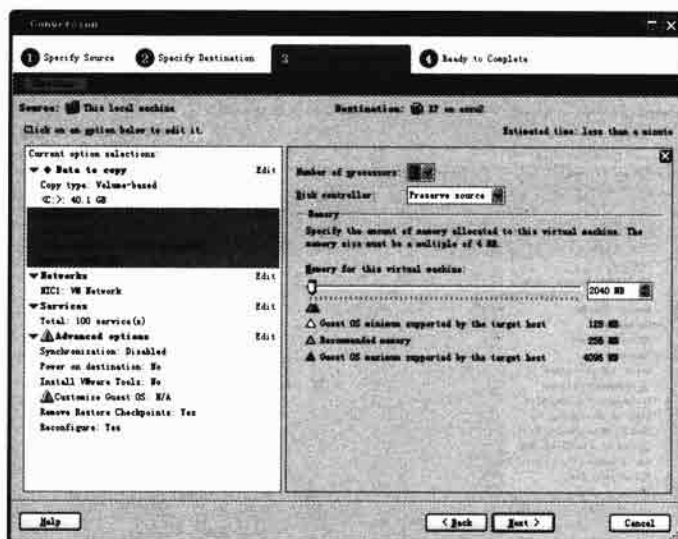 Conversion
1 Specify Source 2 Specify Destination 3 4 Ready to Complete
Source: This local machine Destination: XP on esxu2
Click on an option below to edit it. Estimated time: less than a minute
Current option selections:
Data to copy Edit
Copy type: Volume-based
<C:>: 40.1 GB
Networks Edit
NIC1: VM Network
Services Edit
Total: 100 service(s)
Advanced options Edit
Synchronization: Disabled
Power on destination: No
Install VMware Tools: No
Customize Guest OS: N/A
Remove Restore Checkpoints: Yes
Reconfigure: Yes
Number of processors:
Disk controller: Preserve source
Memory
Specify the amount of memory allocated to this virtual machine. The
memory size must be a multiple of 4 MB.
Memory for this virtual machine:
2040 MB
Guest OS minimum supported by the target host 128 MB
Recommended memory 256 MB
Guest OS maximum supported by the target host 4096 MB
Help < Back Next > Cancel